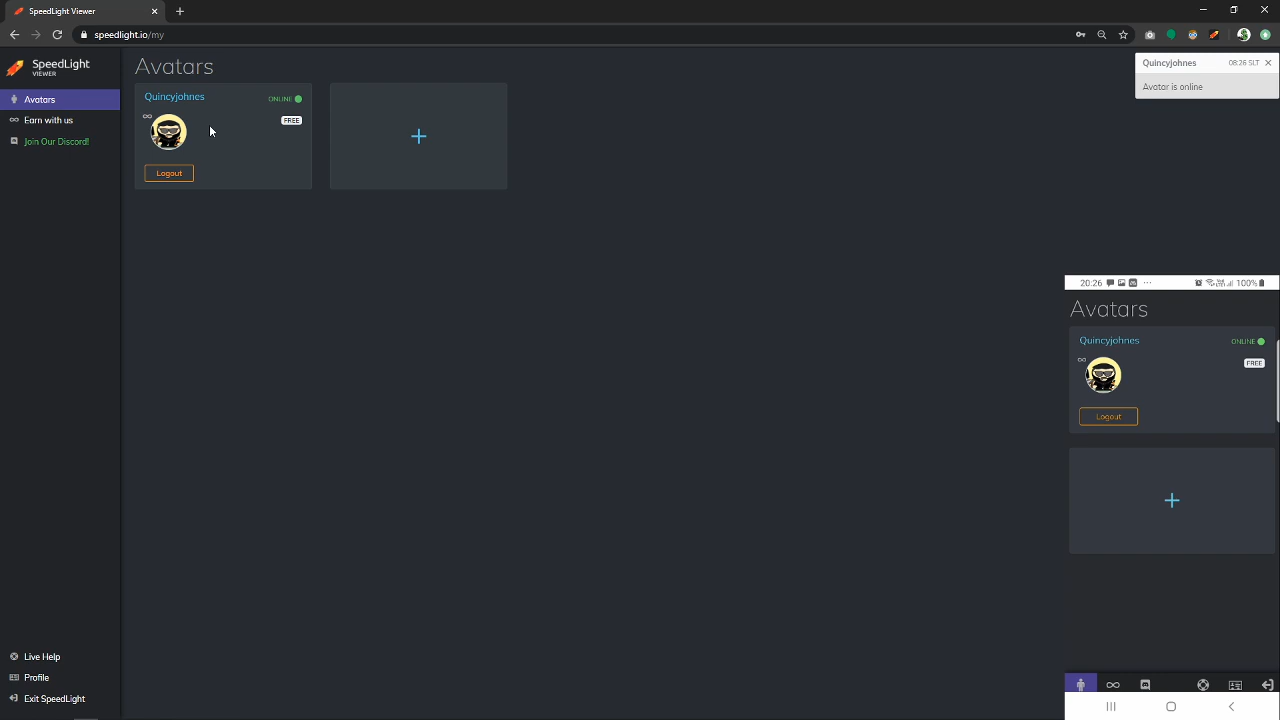 SpeedLight Viewer
speedlight.io/my
SpeedLight
VIEWER
Avatars
Earn with us
Join Our Discord!
Live Help
Profile
Exit SpeedLight
Avatars
Quincyjohnes
ONLINE
FREE
Logout
+
Quincyjohnes 08:26 SLT
Avatar is online
20:26 100%
Avatars
Quincyjohnes ONLINE
FREE
Logout
+